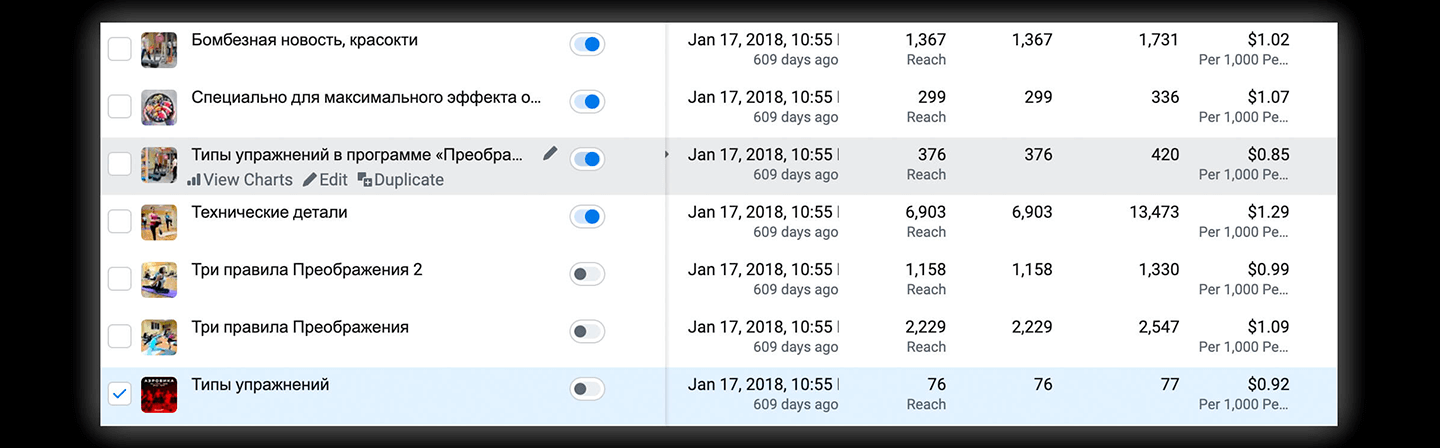 Бомбезная новость, красокти Jan 17, 2018, 10:55 1,367 1,367 1,731 $1.02
609 days ago Reach Per 1,000 Pe...
Специально для максимального эффекта о... Jan 17, 2018, 10:55 299 299 336 $1.07
609 days ago Reach Per 1,000 Pe...
Типы упражнений в программе «Преобра... Jan 17, 2018, 10:55 376 376 420 $0.85
View Charts Edit Duplicate 609 days ago Reach Per 1,000 Pe...
Технические детали Jan 17, 2018, 10:55 6,903 6,903 13,473 $1.29
609 days ago Reach Per 1,000 Pe...
Три правила Преображения 2 Jan 17, 2018, 10:55 1,158 1,158 1,330 $0.99
609 days ago Reach Per 1,000 Pe...
Три правила Преображения Jan 17, 2018, 10:55 2,229 2,229 2,547 $1.09
609 days ago Reach Per 1,000 Pe...
АЭРОБИКА
Типы упражнений Jan 17, 2018, 10:55 76 76 77 $0.92
609 days ago Reach Per 1,000 Pe...